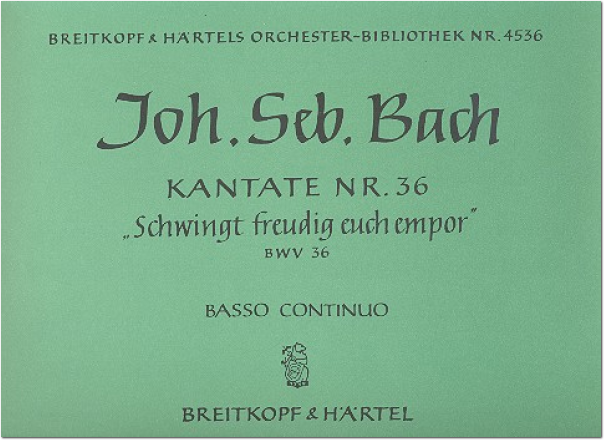 BREITKOPF & HÄRTELS ORCHESTER-BIBLIOTHEK NR. 4536
Joh. Seb. Bach
KANTATE NR. 36
„Schwingt freudig euch empor“
BWV 36
BASSO CONTINUO
BREITKOPF & HÄRTEL